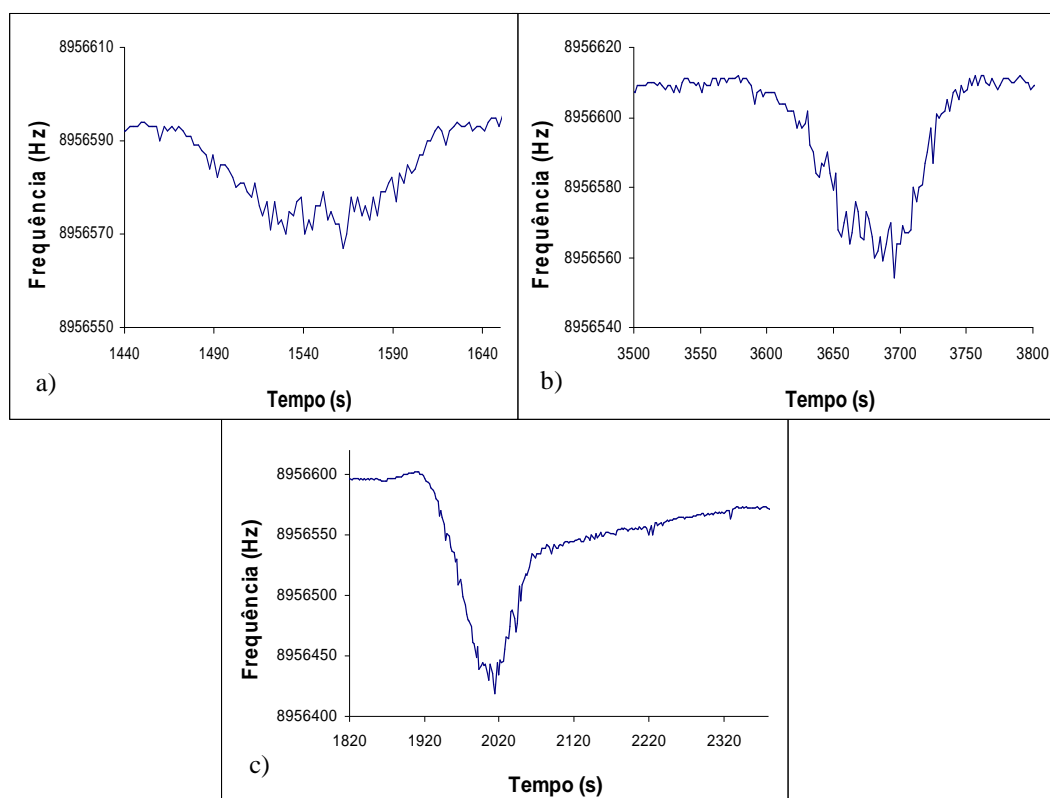 8956610
8956590
8956570
8956550
Frequência (Hz)
1440 1490 1540 1590 1640
a)
Tempo (s)
8956620
8956600
8956580
8956560
8956540
Frequência (Hz)
3500 3550 3600 3650 3700 3750 3800
b)
Tempo (s)
8956600
8956550
8956500
8956450
8956400
Frequência (Hz)
1820 1920 2020 2120 2220 2320
c)
Tempo (s)